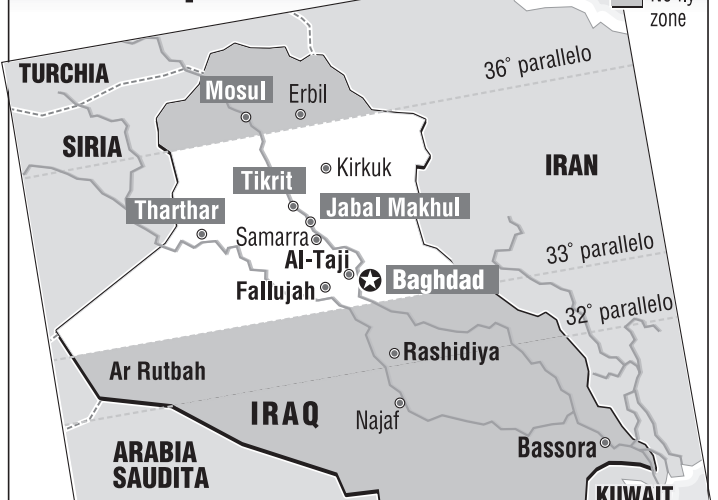 zone
TURCHIA
36° parallelo
Mosul
Erbil
SIRIA
Kirkuk
IRAN
Tikrit
Tharthar
Jabal Makhul
Samarra
33° parallelo
Al-Taji
Baghdad
Fallujah
32° parallelo
Rashidiya
Ar Rutbah
IRAQ
Najaf
Bassora
ARABIA
SAUDITA
KUWAIT